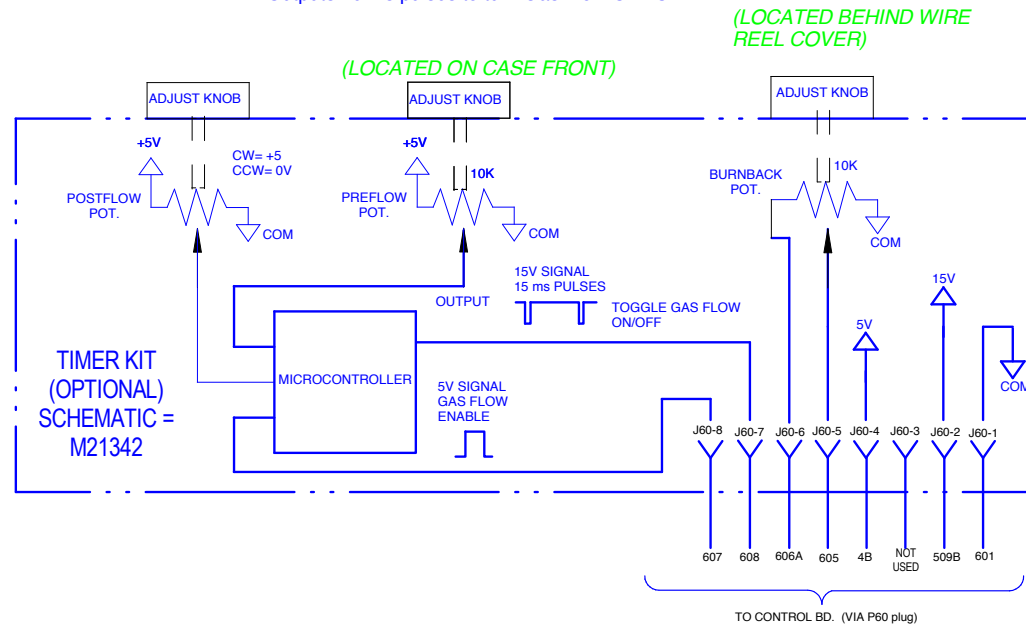 (LOCATED BEHIND WIRE
REEL COVER)
(LOCATED ON CASE FRONT)
ADJUST KNOB
ADJUST KNOB
ADJUST KNOB
+5V
CW= +5
CCW= 0V
POSTFLOW
POT.
COM
+5V
10K
PREFLOW
POT.
COM
BURNBACK
POT.
10K
COM
OUTPUT
15V SIGNAL
15 ms PULSES
TOGGLE GAS FLOW
ON/OFF
15V
5V
COM
TIMER KIT
(OPTIONAL)
SCHEMATIC =
M21342
MICROCONTROLLER
5V SIGNAL
GAS FLOW
ENABLE
J60-8 J60-7 J60-6 J60-5 J60-4 J60-3 J60-2 J60-1
607 608 606A 605 4B NOT USED 509B 601
TO CONTROL BD. (VIA P60 plug)